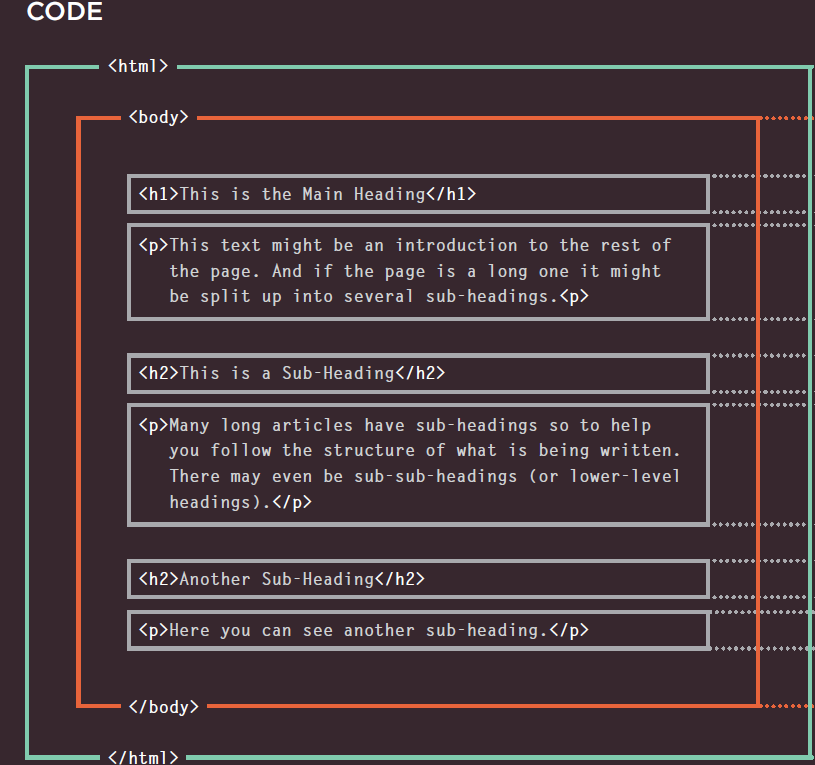 CODE
<html>
<body>
<h1>This is the Main Heading</h1>
<p>This text might be an introduction to the rest of
the page. And if the page is a long one it might
be split up into several sub-headings.<p>
<h2>This is a Sub-Heading</h2>
<p>Many long articles have sub-headings so to help
you follow the structure of what is being written.
There may even be sub-sub-headings (or lower-level
headings).</p>
<h2>Another Sub-Heading</h2>
<p>Here you can see another sub-heading.</p>
</body>
</html>